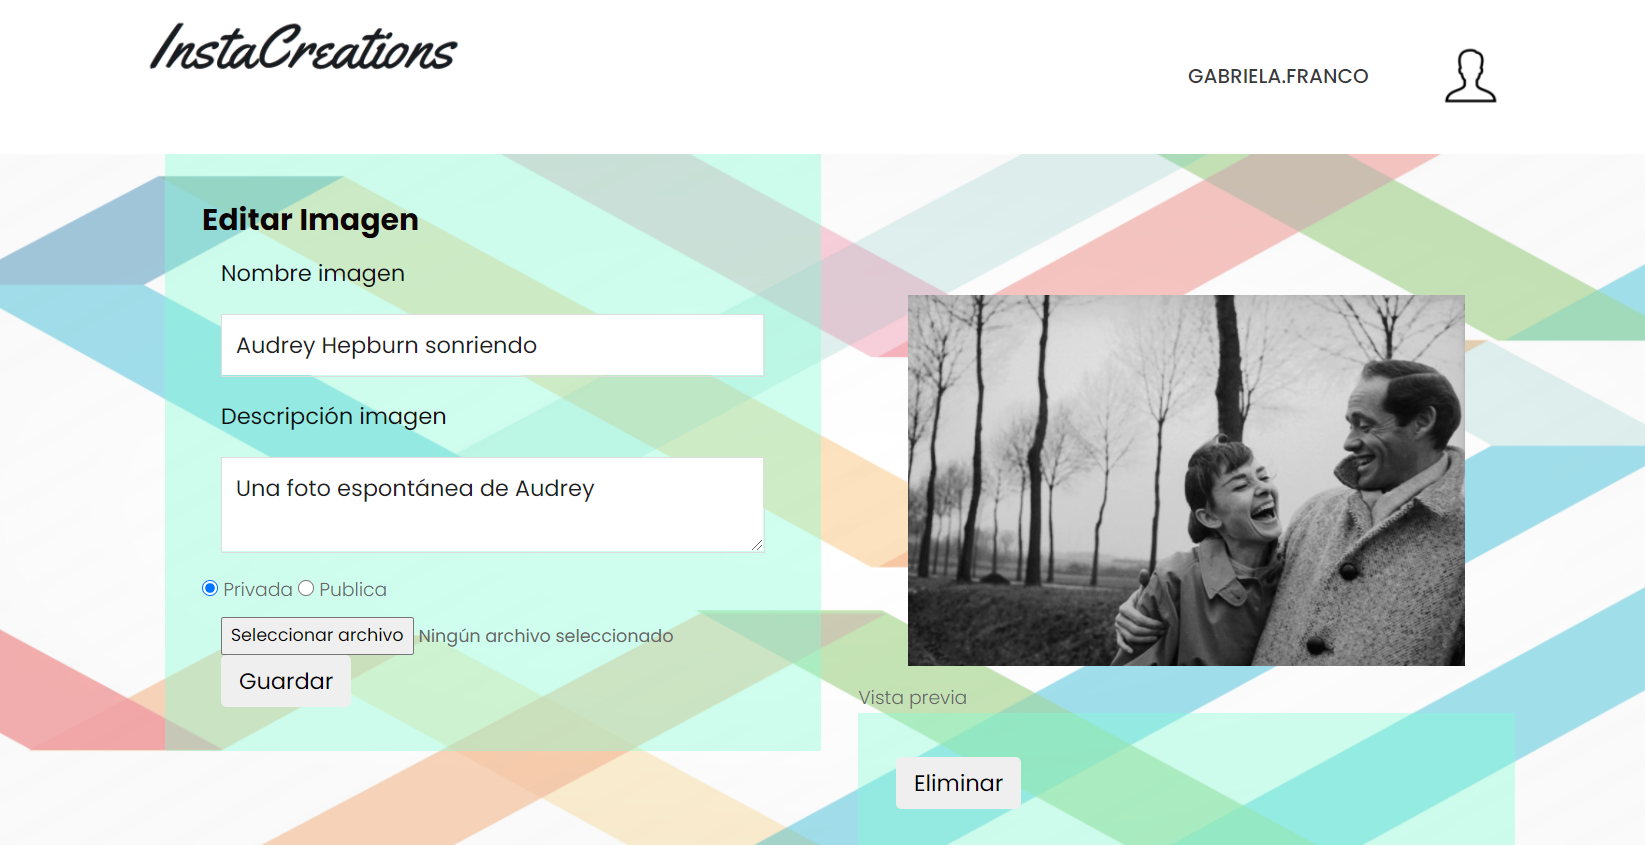 InstaCreations
GABRIELA.FRANCO
Editar Imagen
Nombre imagen
Audrey Hepburn sonriendo
Descripción imagen
Una foto espontánea de Audrey
Privada Publica
Seleccionar archivo Ningún archivo seleccionado
Guardar
Vista previa
Eliminar